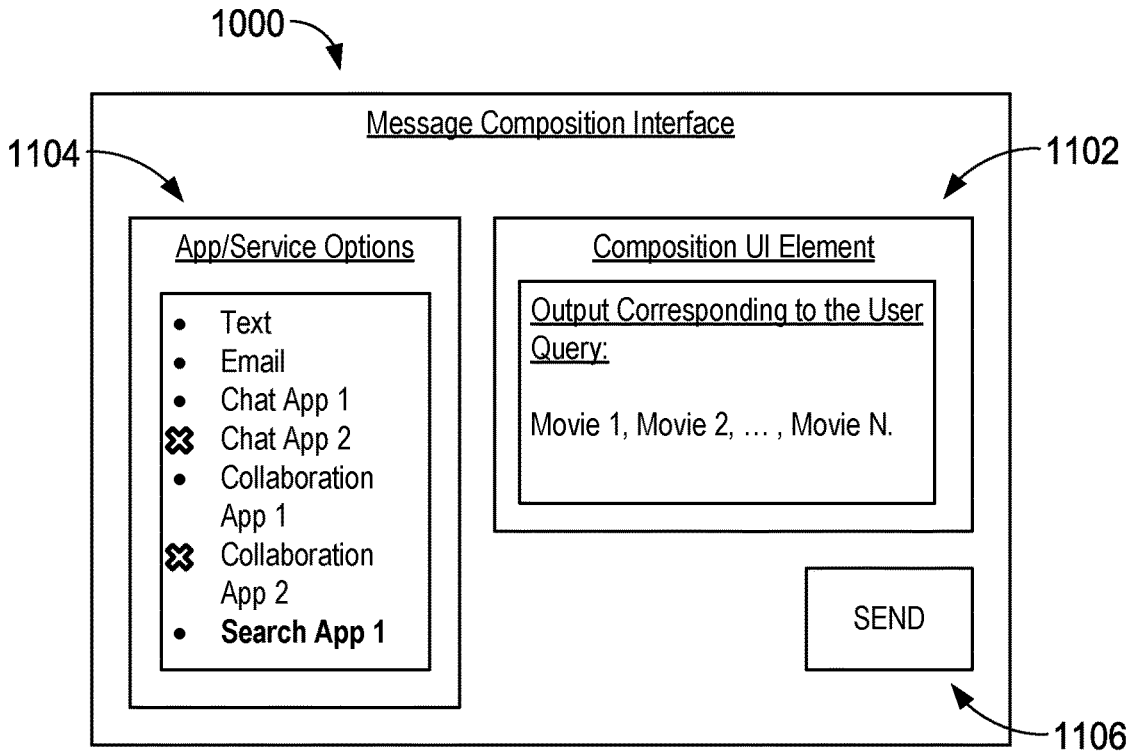 1000
Message Composition Interface
1104
1102
App/Service Options
• Text
• Email
• Chat App 1
Chat App 2
• Collaboration
App 1
Collaboration
App 2
• Search App 1
Composition UI Element
Output Corresponding to the User
Query:
Movie 1, Movie 2, … , Movie N.
SEND
1106